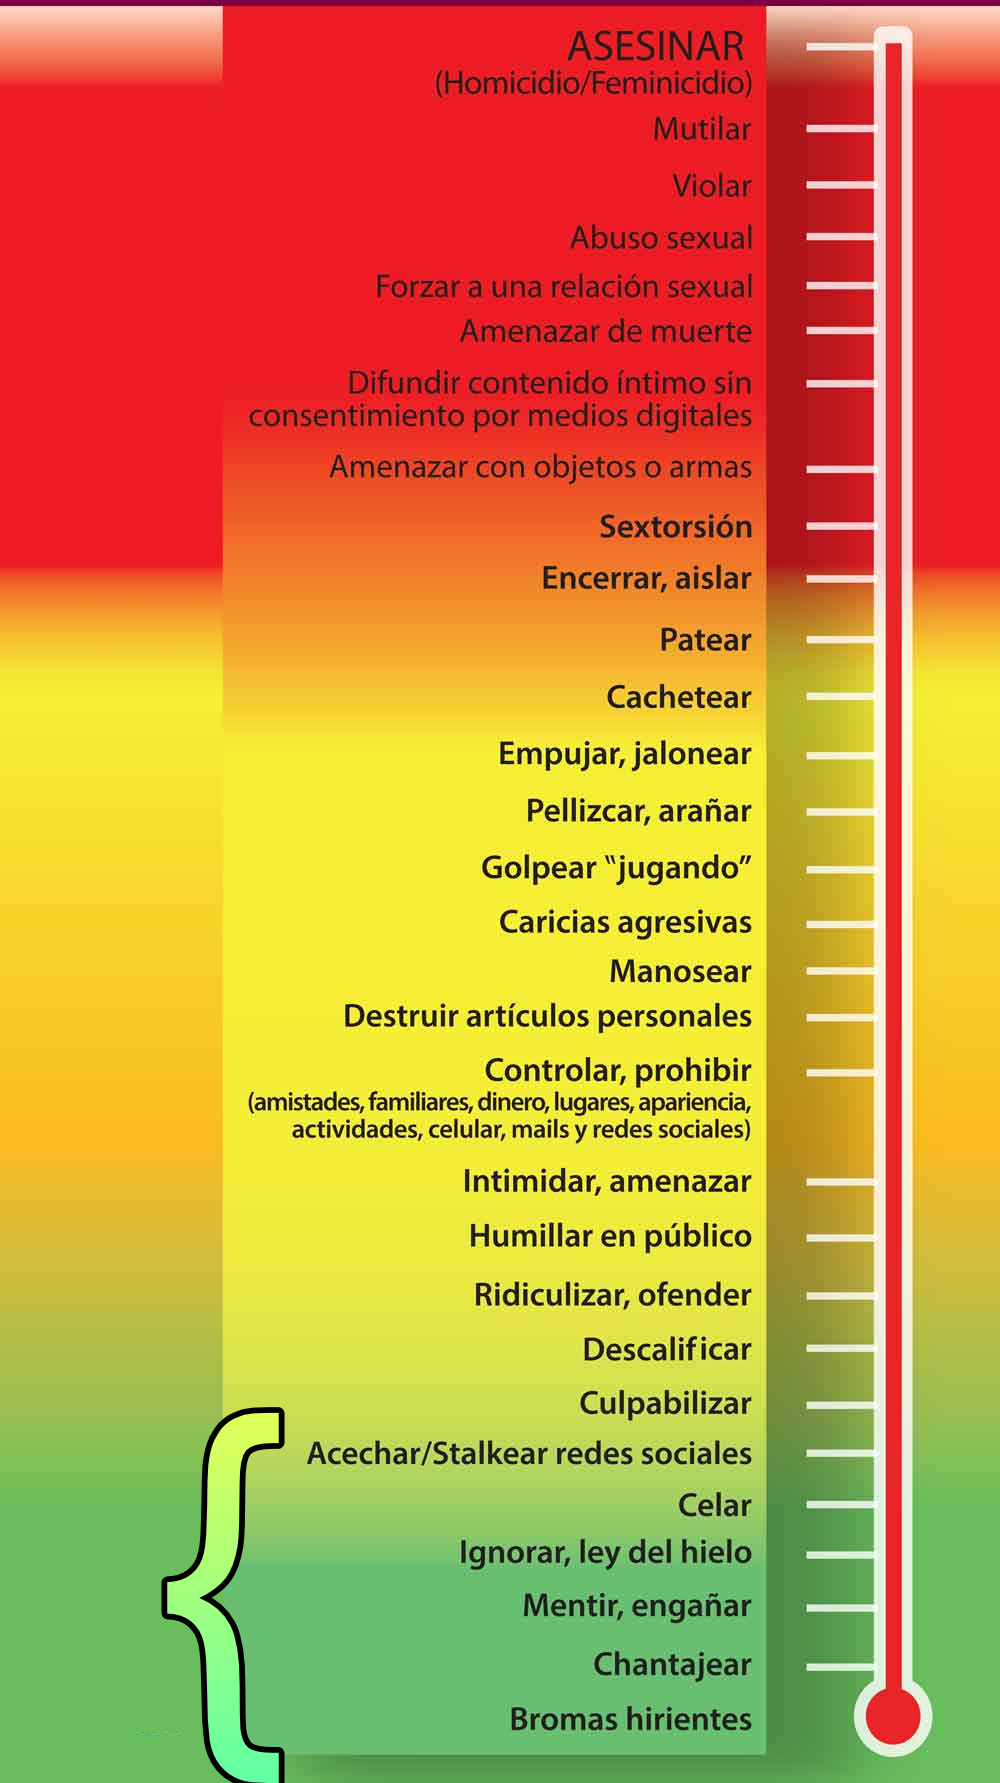 ASESINAR
(Homicidio/Feminicidio)
Mutilar
Violar
Abuso sexual
Forzar a una relación sexual
Amenazar de muerte
Difundir contenido íntimo sin
consentimiento por medios digitales
Amenazar con objetos o armas
Sextorsión
Encerrar, aislar
Patear
Cachetear
Empujar, jalonear
Pellizcar, arañar
Golpear "jugando"
Caricias agresivas
Manosear
Destruir artículos personales
Controlar, prohibir
(amistades, familiares, dinero, lugares, apariencia,
actividades, celular, mails y redes sociales)
Intimidar, amenazar
Humillar en público
Ridiculizar, ofender
Descalificar
Culpabilizar
Acechar/Stalkear redes sociales
Celar
Ignorar, ley del hielo
Mentir, engañar
Chantajear
Bromas hirientes